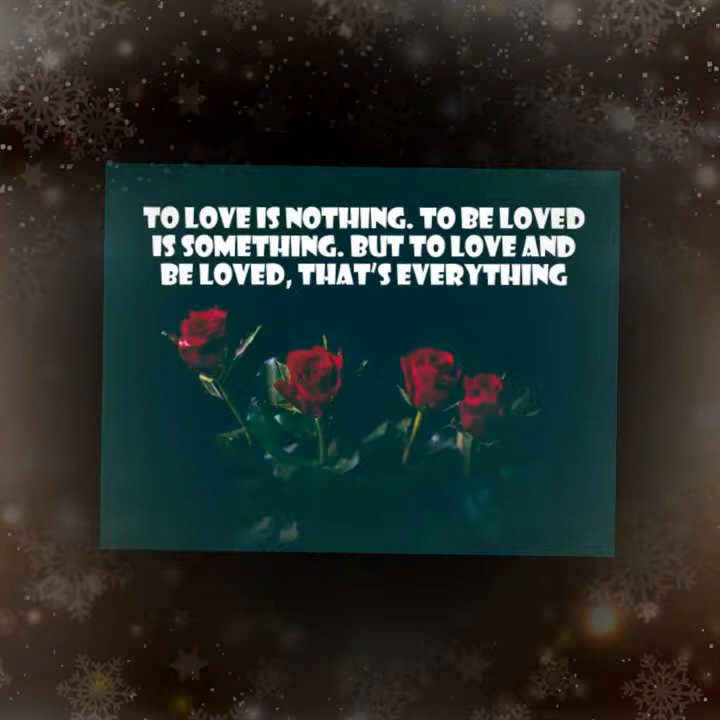 TO LOVE IS NOTHING. TO BE LOVED
IS SOMETHING. BUT TO LOVE AND
BE LOVED, THAT'S EVERYTHING